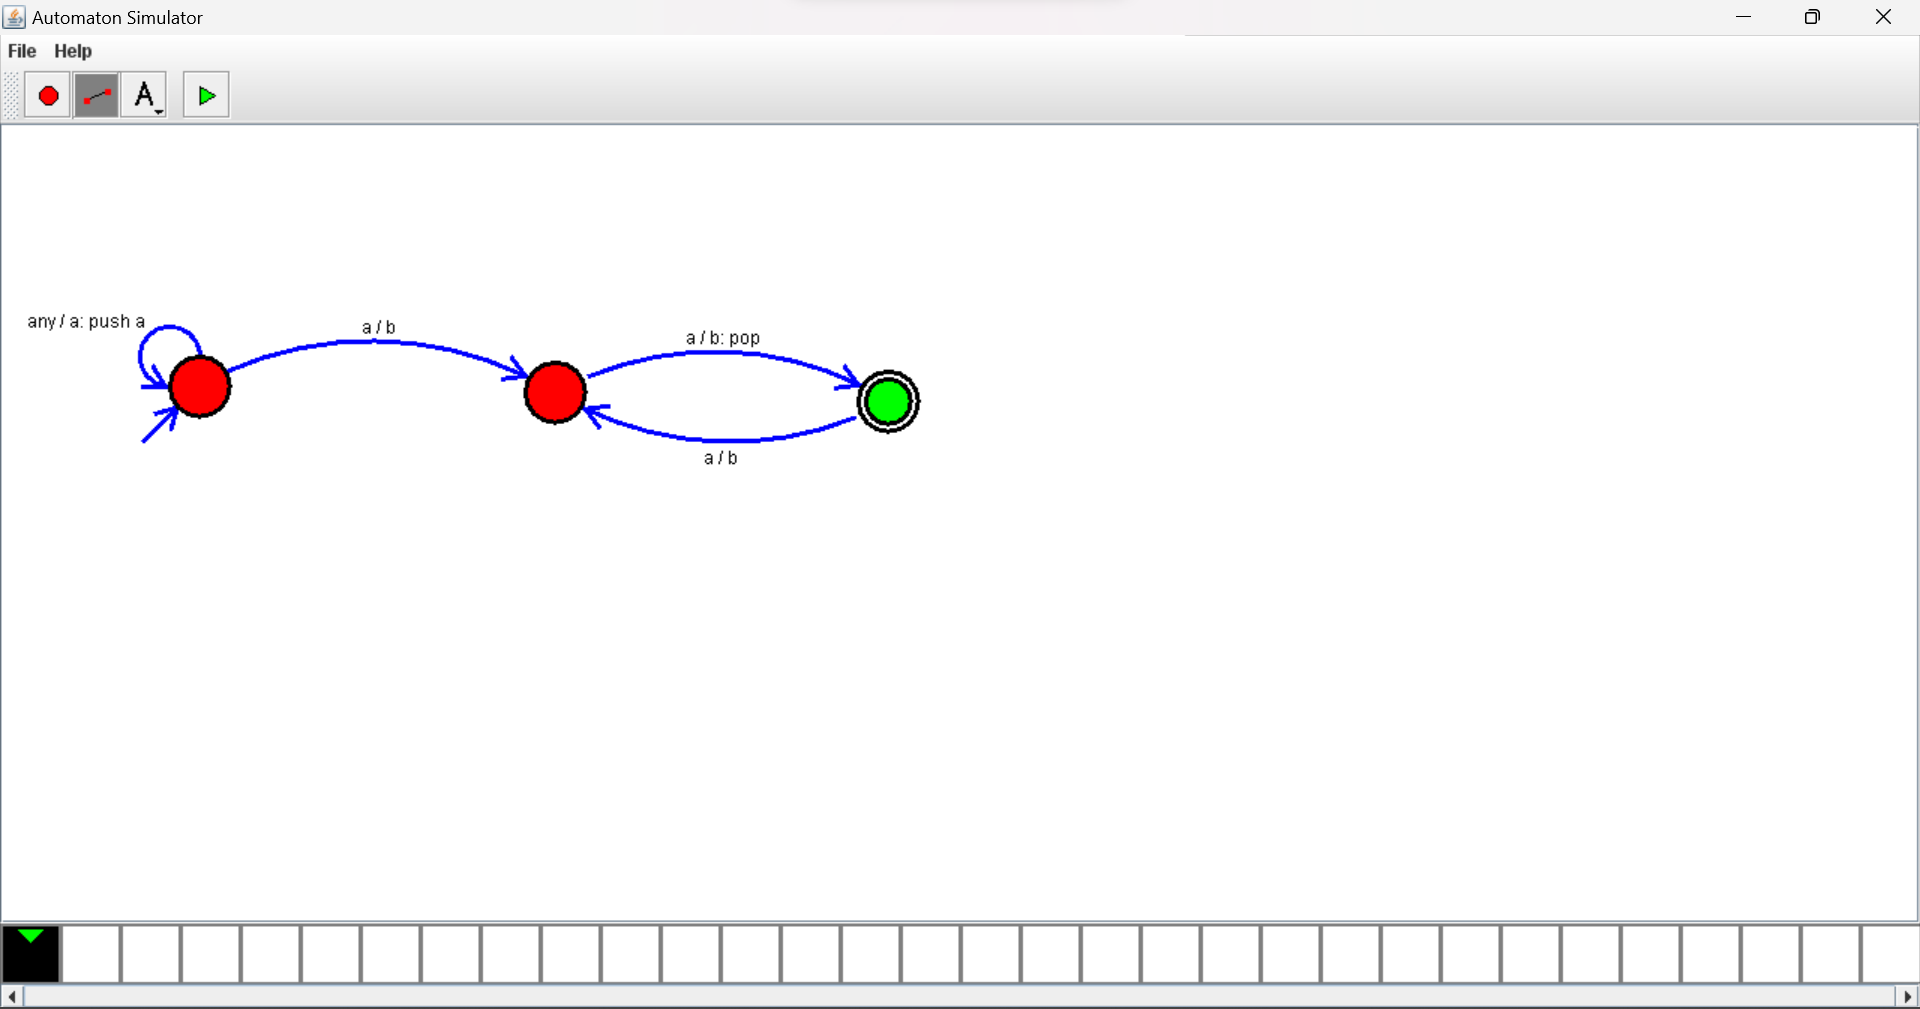 Automaton Simulator
File Help
A
any / a: push a
a / b
a / b: pop
a / b